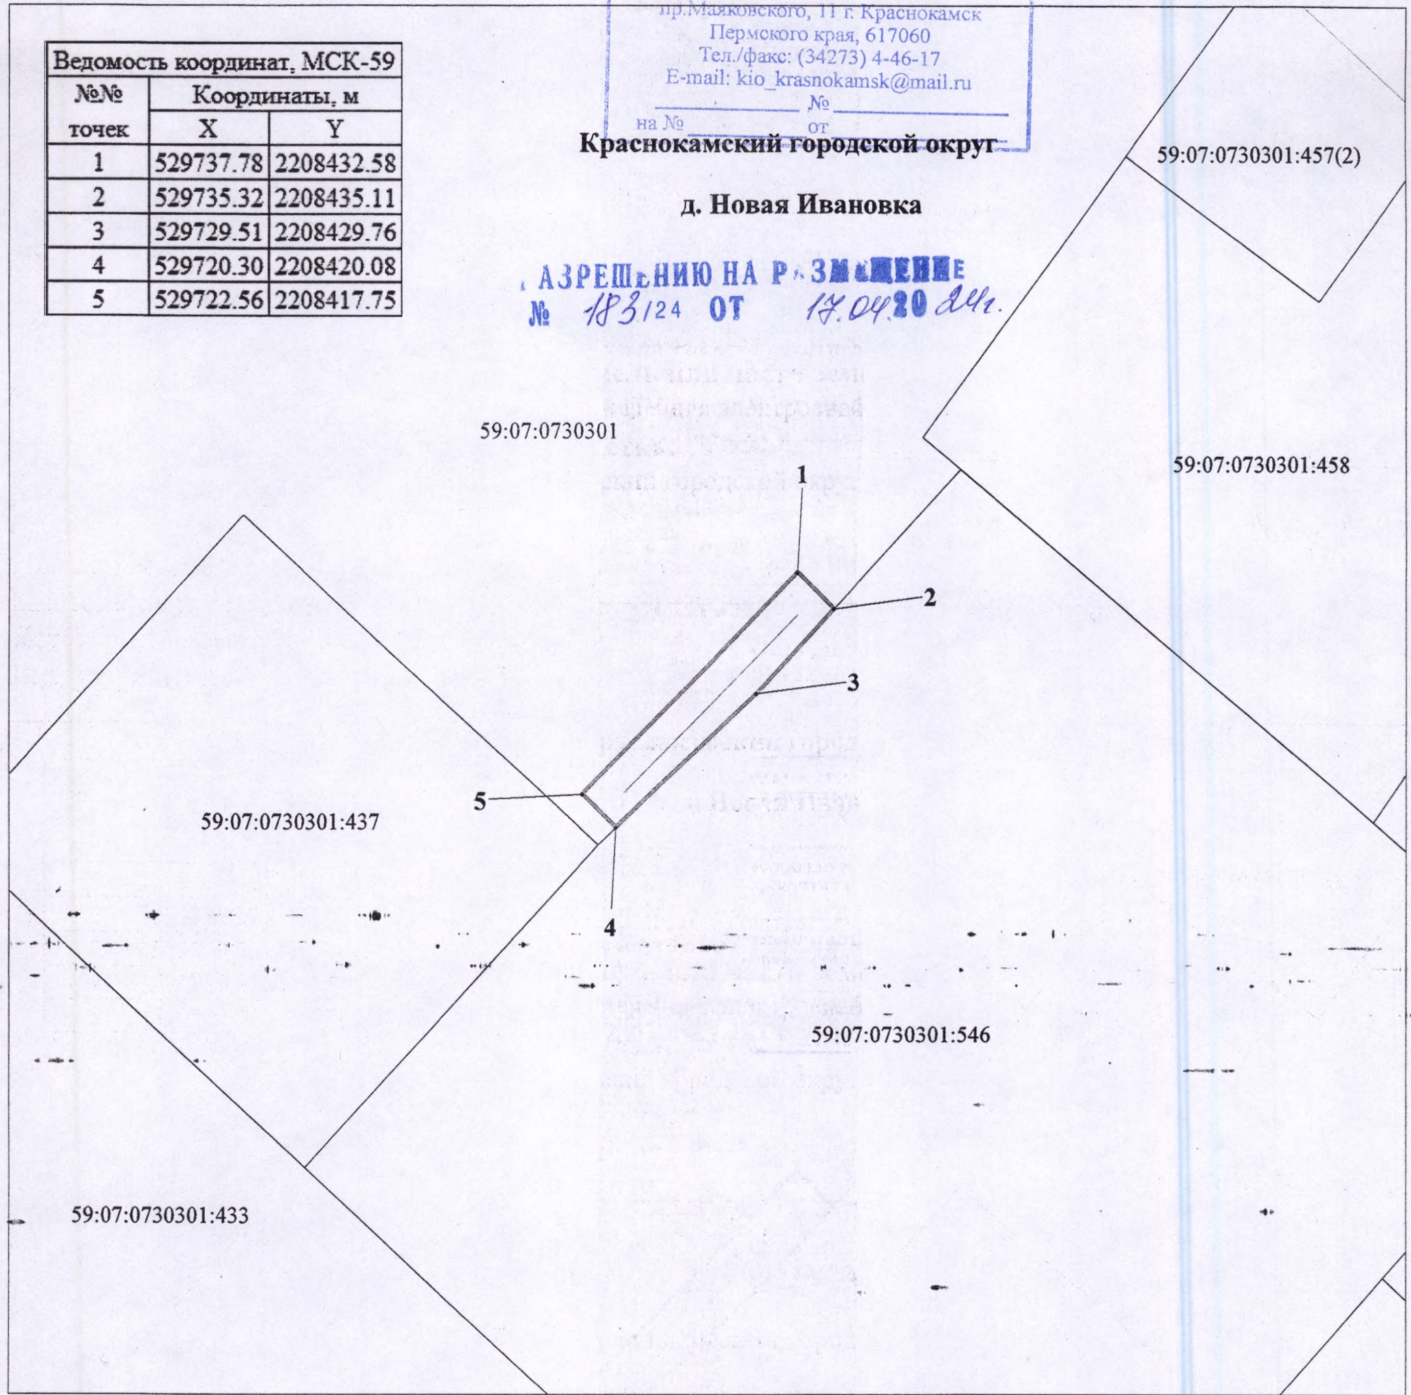 Ведомость координат, МСК-59
№№ точек Координаты, м
X Y
1 529737.78 2208432.58
2 529735.32 2208435.11
3 529729.51 2208429.76
4 529720.30 2208420.08
5 529722.56 2208417.75
пр.Маяковского, 11 г. Краснокамск
Пермского края, 617060
Тел./факс: (34273) 4-46-17
E-mail: kio_krasnokamsk@mail.ru
№
на № от
Краснокамский городской округ
д. Новая Ивановка
АЗРЕШЕНИЮ НА РАЗМЕЩЕНИЕ
№ 183/24 ОТ 17.04.2024г.
59:07:0730301:457(2)
59:07:0730301
59:07:0730301:458
1
2
3
5
59:07:0730301:437
4
59:07:0730301:546
59:07:0730301:433